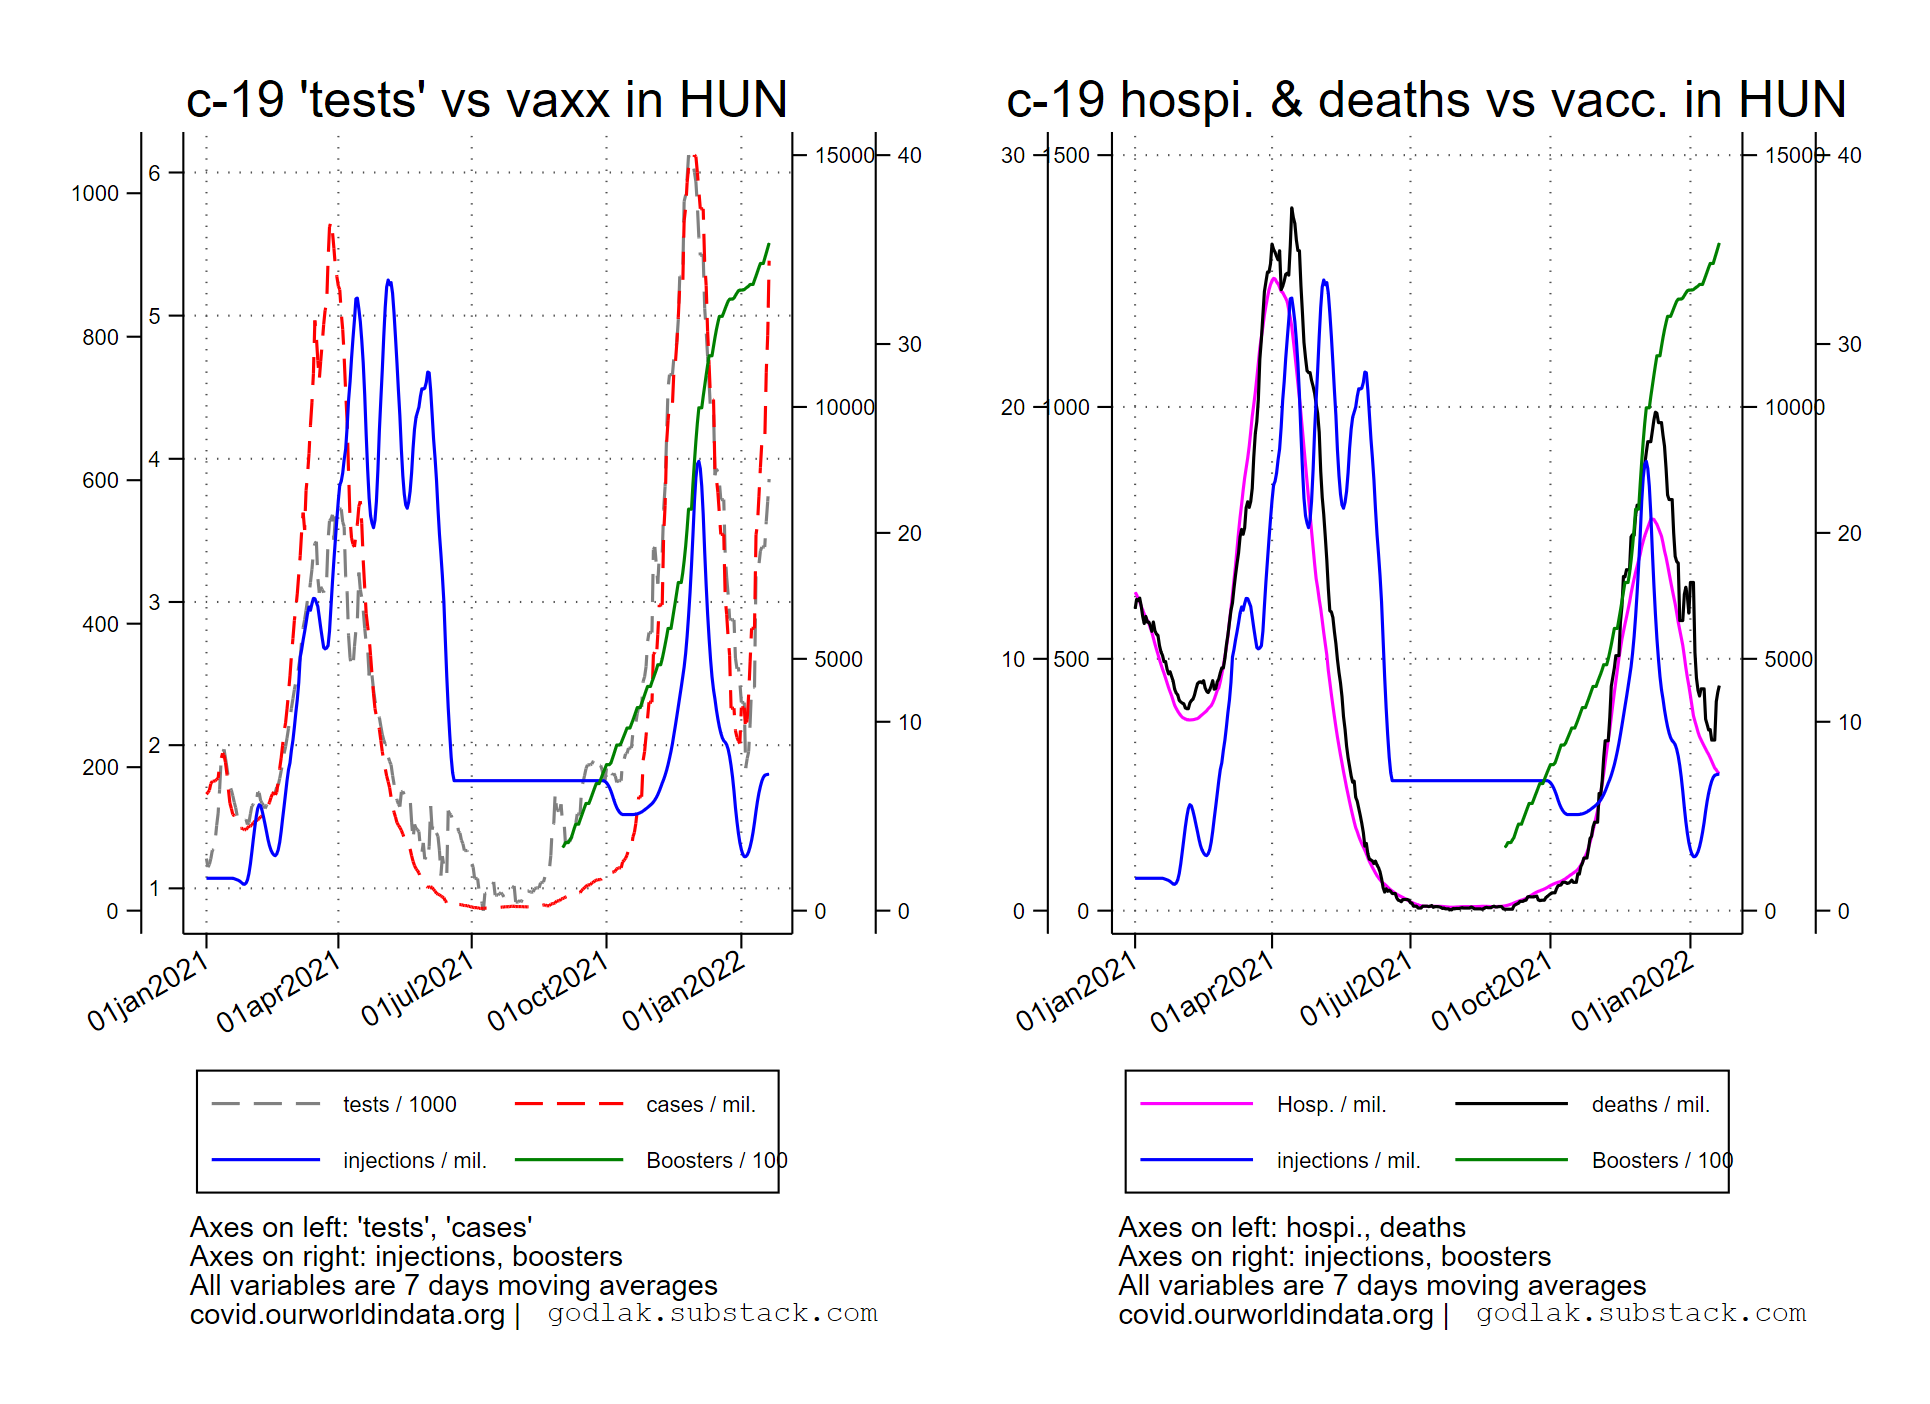 c-19 'tests' vs vaxx in HUN
1000
800
600
400
200
0
6
5
4
3
2
1
15000
10000
5000
0
40
30
20
10
0
01jan2021
01apr2021
01jul2021
01oct2021
01jan2022
tests / 1000
cases / mil.
injections / mil.
Boosters / 100
Axes on left: 'tests', 'cases'
Axes on right: injections, boosters
All variables are 7 days moving averages
covid.ourworldindata.org | godlak.substack.com
c-19 hospi. & deaths vs vacc. in HUN
30
20
10
0
1500
1000
500
0
15000
10000
5000
0
40
30
20
10
0
01jan2021
01apr2021
01jul2021
01oct2021
01jan2022
Hosp. / mil.
deaths / mil.
injections / mil.
Boosters / 100
Axes on left: hospi., deaths
Axes on right: injections, boosters
All variables are 7 days moving averages
covid.ourworldindata.org | godlak.substack.com